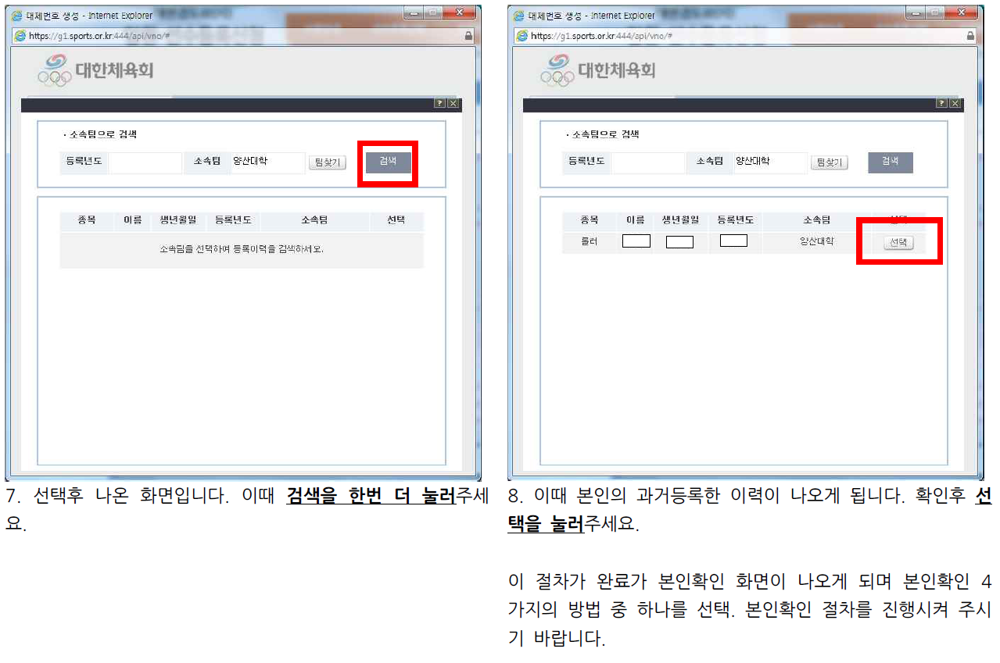 대체번호 생성 - Internet Explorer
https://g1.sports.or.kr:444/api/vno/#
대한체육회
· 소속팀으로 검색
등록년도 소속팀 양산대학 팀찾기 검색
종목 이름 생년월일 등록년도 소속팀 선택
소속팀을 선택하여 등록이력을 검색하세요.
7. 선택후 나온 화면입니다. 이때 검색을 한번 더 눌러주세
요.
대체번호 생성 - Internet Explorer
https://g1.sports.or.kr:444/api/vno/#
대한체육회
· 소속팀으로 검색
등록년도 소속팀 양산대학 팀찾기 검색
종목 이름 생년월일 등록년도 소속팀 선택
롤러 양산대학 선택
8. 이때 본인의 과거등록한 이력이 나오게 됩니다. 확인후 선
택을 눌러주세요.
이 절차가 완료가 본인확인 화면이 나오게 되며 본인확인 4
가지의 방법 중 하나를 선택. 본인확인 절차를 진행시켜 주시
기 바랍니다.